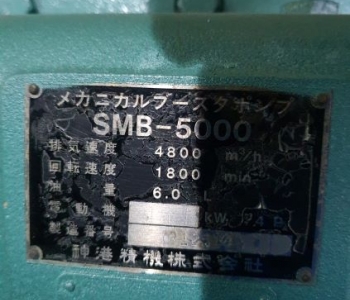 メカニカルブースタポンプ
SMB-5000
排気速度 4800 m³/h
回転速度 1800 min
油量 6.0 L
電動機 kW
製造番号
神港精機株式会社